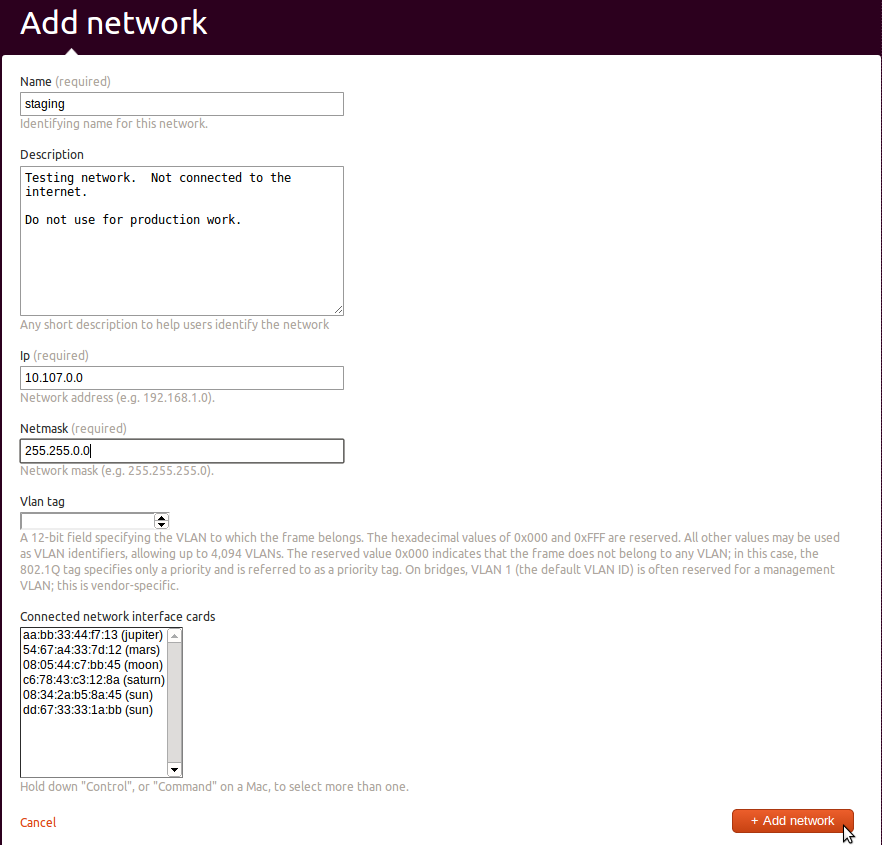 Add network
Name (required)
staging
Identifying name for this network.
Description
Testing network.  Not connected to the
internet.
Do not use for production work.
Any short description to help users identify the network
Ip (required)
10.107.0.0
Network address (e.g. 192.168.1.0).
Netmask (required)
255.255.0.0
Network mask (e.g. 255.255.255.0).
Vlan tag
A 12-bit field specifying the VLAN to which the frame belongs. The hexadecimal values of 0x000 and 0xFFF are reserved. All other values may be used
as VLAN identifiers, allowing up to 4,094 VLANs. The reserved value 0x000 indicates that the frame does not belong to any VLAN; in this case, the
802.1Q tag specifies only a priority and is referred to as a priority tag. On bridges, VLAN 1 (the default VLAN ID) is often reserved for a management
VLAN; this is vendor-specific.
Connected network interface cards
aa:bb:33:44:f7:13 (jupiter)
54:67:a4:33:7d:12 (mars)
08:05:44:c7:bb:45 (moon)
c6:78:43:c3:12:8a (saturn)
08:34:2a:b5:8a:45 (sun)
dd:67:33:33:1a:bb (sun)
Hold down "Control", or "Command" on a Mac, to select more than one.
Cancel
+ Add network